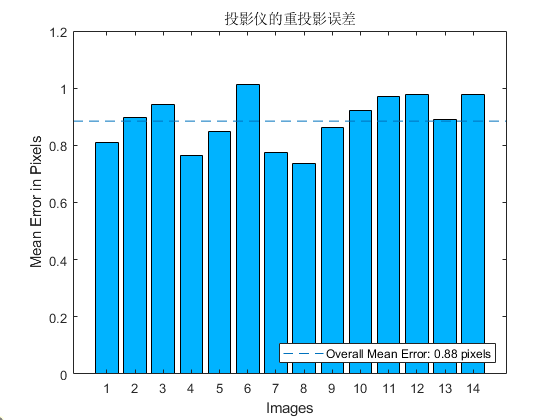 投影仪的重投影误差
1.2
1
0.8
0.6
0.4
0.2
0
Mean Error in Pixels
Overall Mean Error: 0.88 pixels
1 2 3 4 5 6 7 8 9 10 11 12 13 14
Images